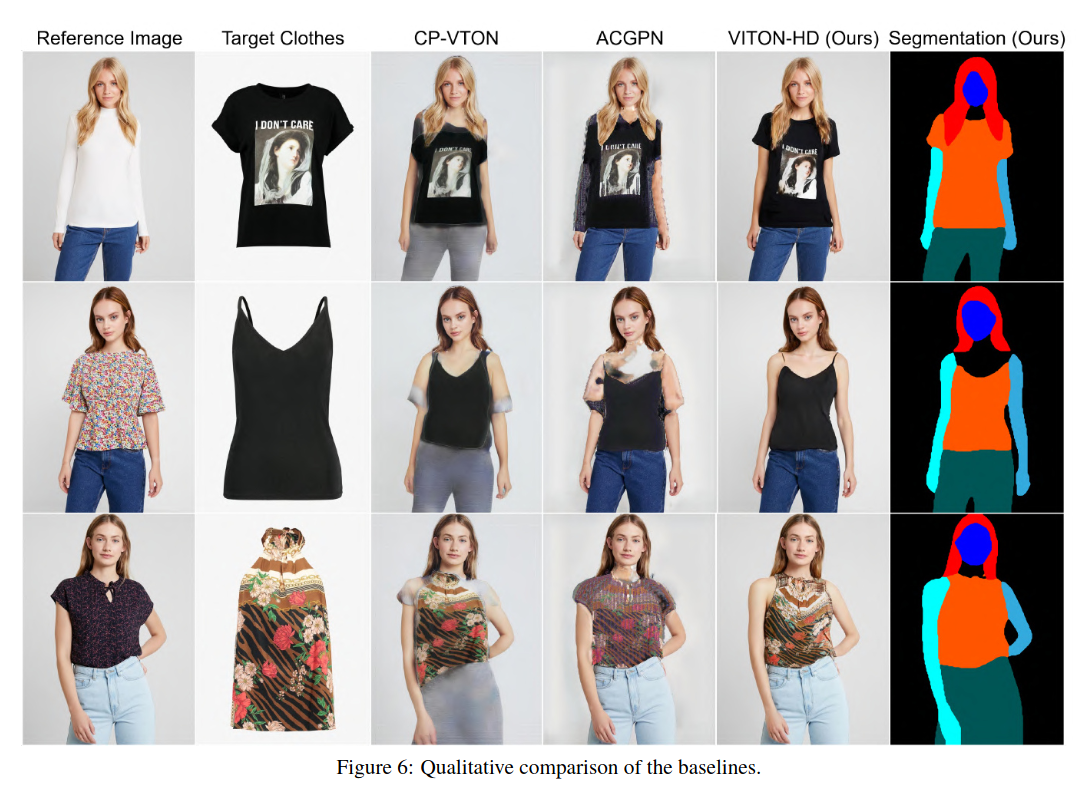 Reference Image
Target Clothes
CP-VTON
ACGPN
VITON-HD (Ours)
Segmentation (Ours)
I DON'T CARE
I DON'T CARE
I DON'T CARE
I DON'T CARE
Figure 6: Qualitative comparison of the baselines.